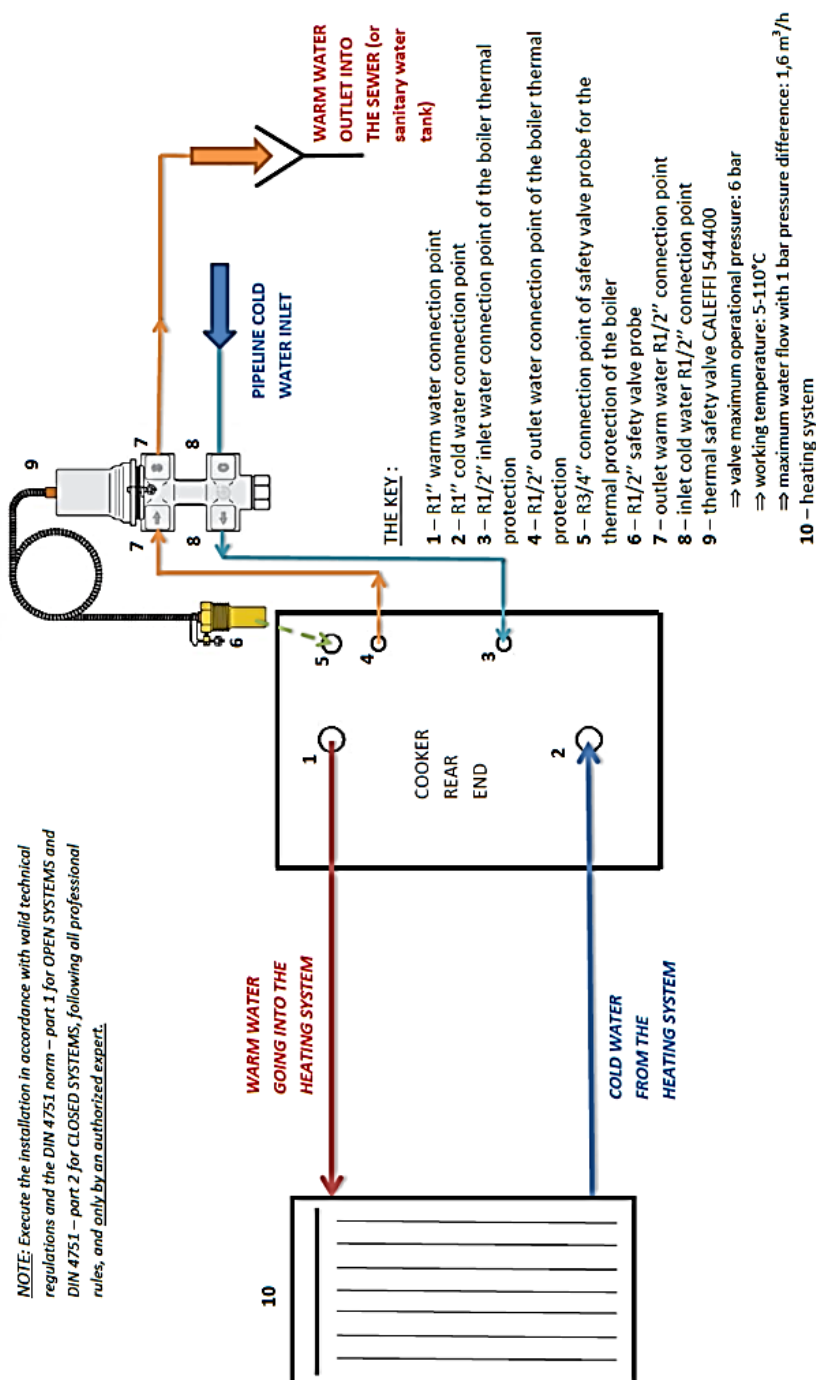 NOTE: Execute the installation in accordance with valid technical
regulations and the DIN 4751 norm – part 1 for OPEN SYSTEMS and
DIN 4751 – part 2 for CLOSED SYSTEMS, following all professional
rules, and only by an authorized expert.
10
WARM WATER
GOING INTO THE
HEATING SYSTEM
COLD WATER
FROM THE
HEATING SYSTEM
1
2
COOKER
REAR
END
5
4
3
6
9
7
7
8
8
PIPELINE COLD
WATER INLET
WARM WATER
OUTLET INTO
THE SEWER (or
sanitary water
tank)
THE KEY :
1 – R1’’ warm water connection point
2 – R1’’ cold water connection point
3 – R1/2’’ inlet water connection point of the boiler thermal
protection
4 – R1/2’’ outlet water connection point of the boiler thermal
protection
5 – R3/4’’ connection point of safety valve probe for the
thermal protection of the boiler
6 – R1/2’’ safety valve probe
7 – outlet warm water R1/2’’ connection point
8 – inlet cold water R1/2’’ connection point
9 – thermal safety valve CALEFFI 544400
⇒ valve maximum operational pressure: 6 bar
⇒ working temperature: 5-110°C
⇒ maximum water flow with 1 bar pressure difference: 1,6 m³/h
10 – heating system